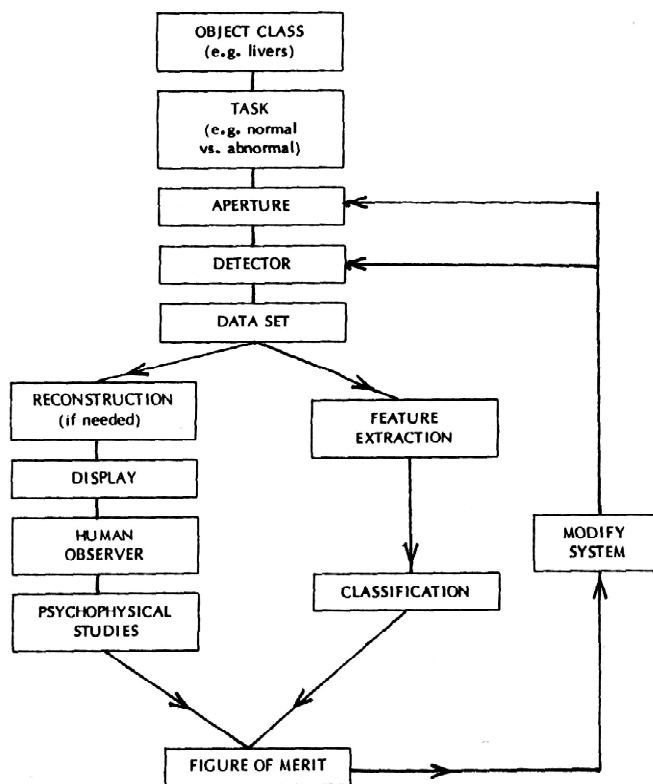 OBJECT CLASS
(e.g. livers)
TASK
(e.g. normal
vs. abnormal)
APERTURE
DETECTOR
DATA SET
RECONSTRUCTION
(if needed)
DISPLAY
HUMAN
OBSERVER
PSYCHOPHYSICAL
STUDIES
FEATURE
EXTRACTION
CLASSIFICATION
MODIFY
SYSTEM
FIGURE OF MERIT